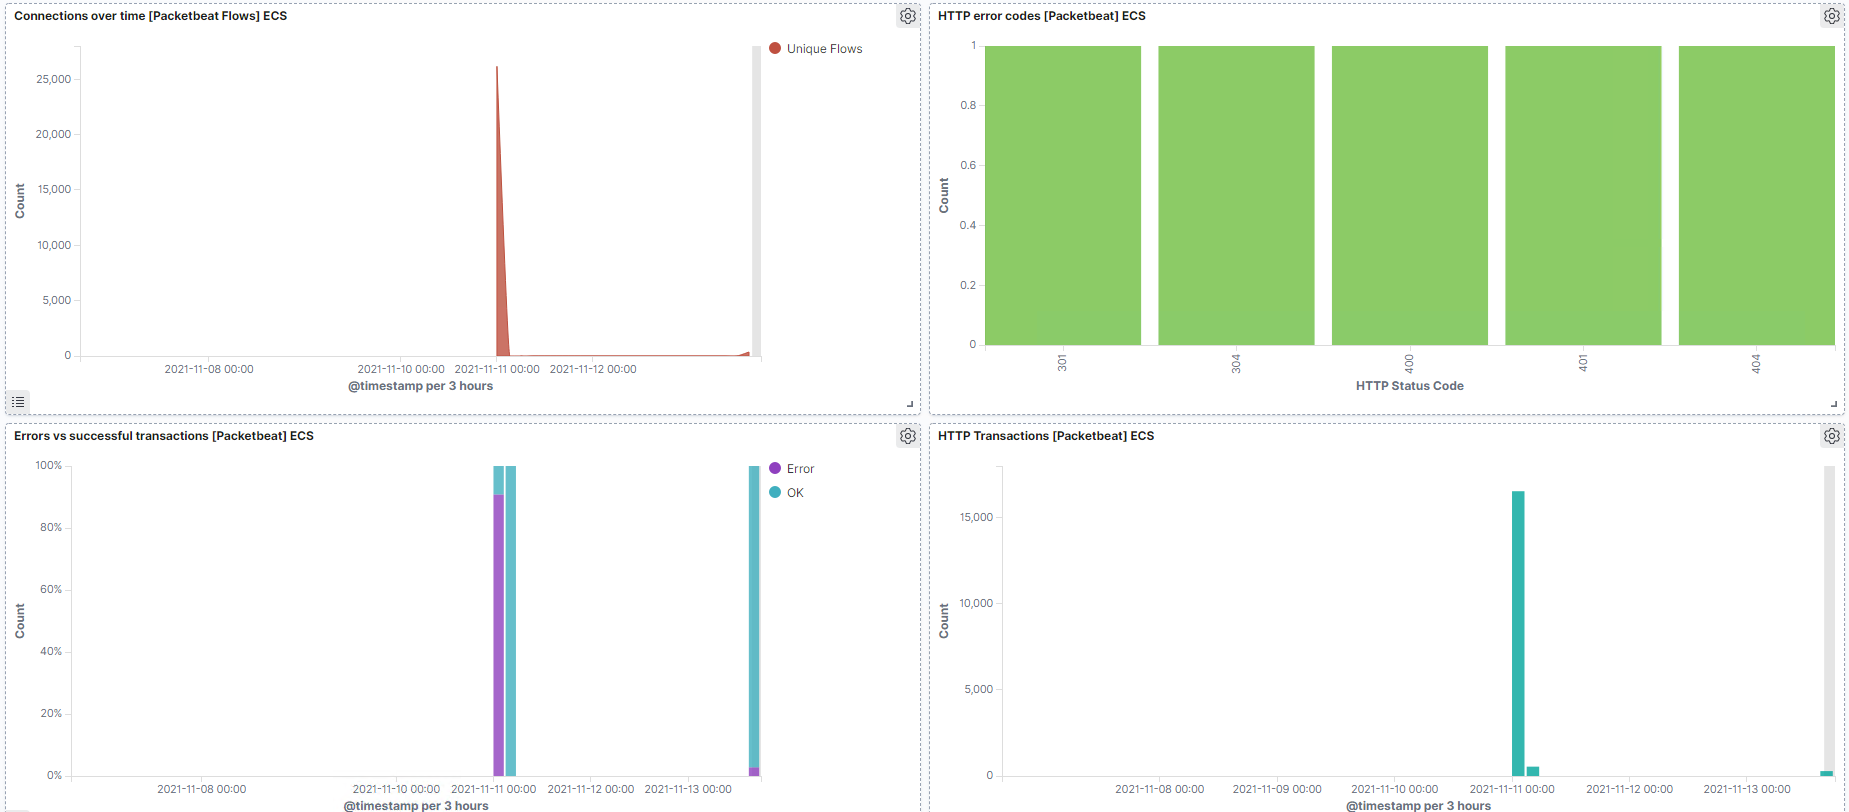 Connections over time [Packetbeat Flows] ECS
25,000
20,000
15,000
10,000
5,000
0
Count
2021-11-08 00:00
2021-11-10 00:00
2021-11-11 00:00
2021-11-12 00:00
@timestamp per 3 hours
Unique Flows
HTTP error codes [Packetbeat] ECS
1
0.8
0.6
0.4
0.2
0
Count
301
304
400
401
404
HTTP Status Code
Errors vs successful transactions [Packetbeat] ECS
100%
80%
60%
40%
20%
0%
Count
2021-11-08 00:00
2021-11-10 00:00
2021-11-11 00:00
2021-11-12 00:00
2021-11-13 00:00
@timestamp per 3 hours
Error
OK
HTTP Transactions [Packetbeat] ECS
15,000
10,000
5,000
0
Count
2021-11-08 00:00
2021-11-09 00:00
2021-11-10 00:00
2021-11-11 00:00
2021-11-12 00:00
2021-11-13 00:00
@timestamp per 3 hours